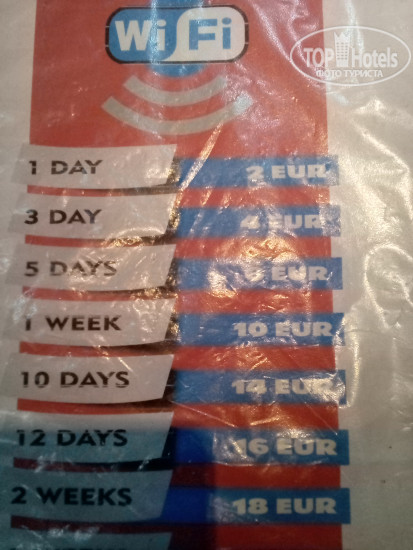 WiFi
TOP Hotels
ФОТО ТУРИСТА
1 DAY 2 EUR
3 DAY 4 EUR
5 DAYS 6 EUR
1 WEEK 10 EUR
10 DAYS 14 EUR
12 DAYS 16 EUR
2 WEEKS 18 EUR